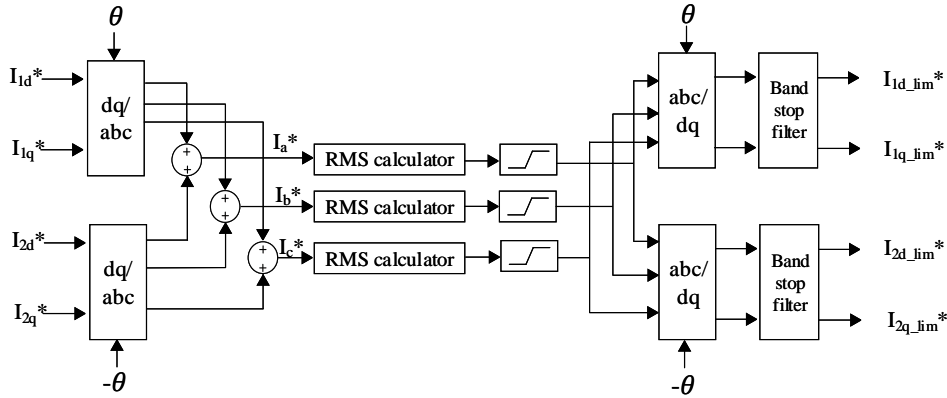 θ
θ
I1d*
I1q*
dq/
abc
+
+
Ia*
RMS calculator
abc/
dq
Band
stop
filter
I1d_lim*
I1q_lim*
+
+
Ib*
RMS calculator
I2d*
I2q*
dq/
abc
+
+
Ic*
RMS calculator
abc/
dq
Band
stop
filter
I2d_lim*
I2q_lim*
-θ
-θ